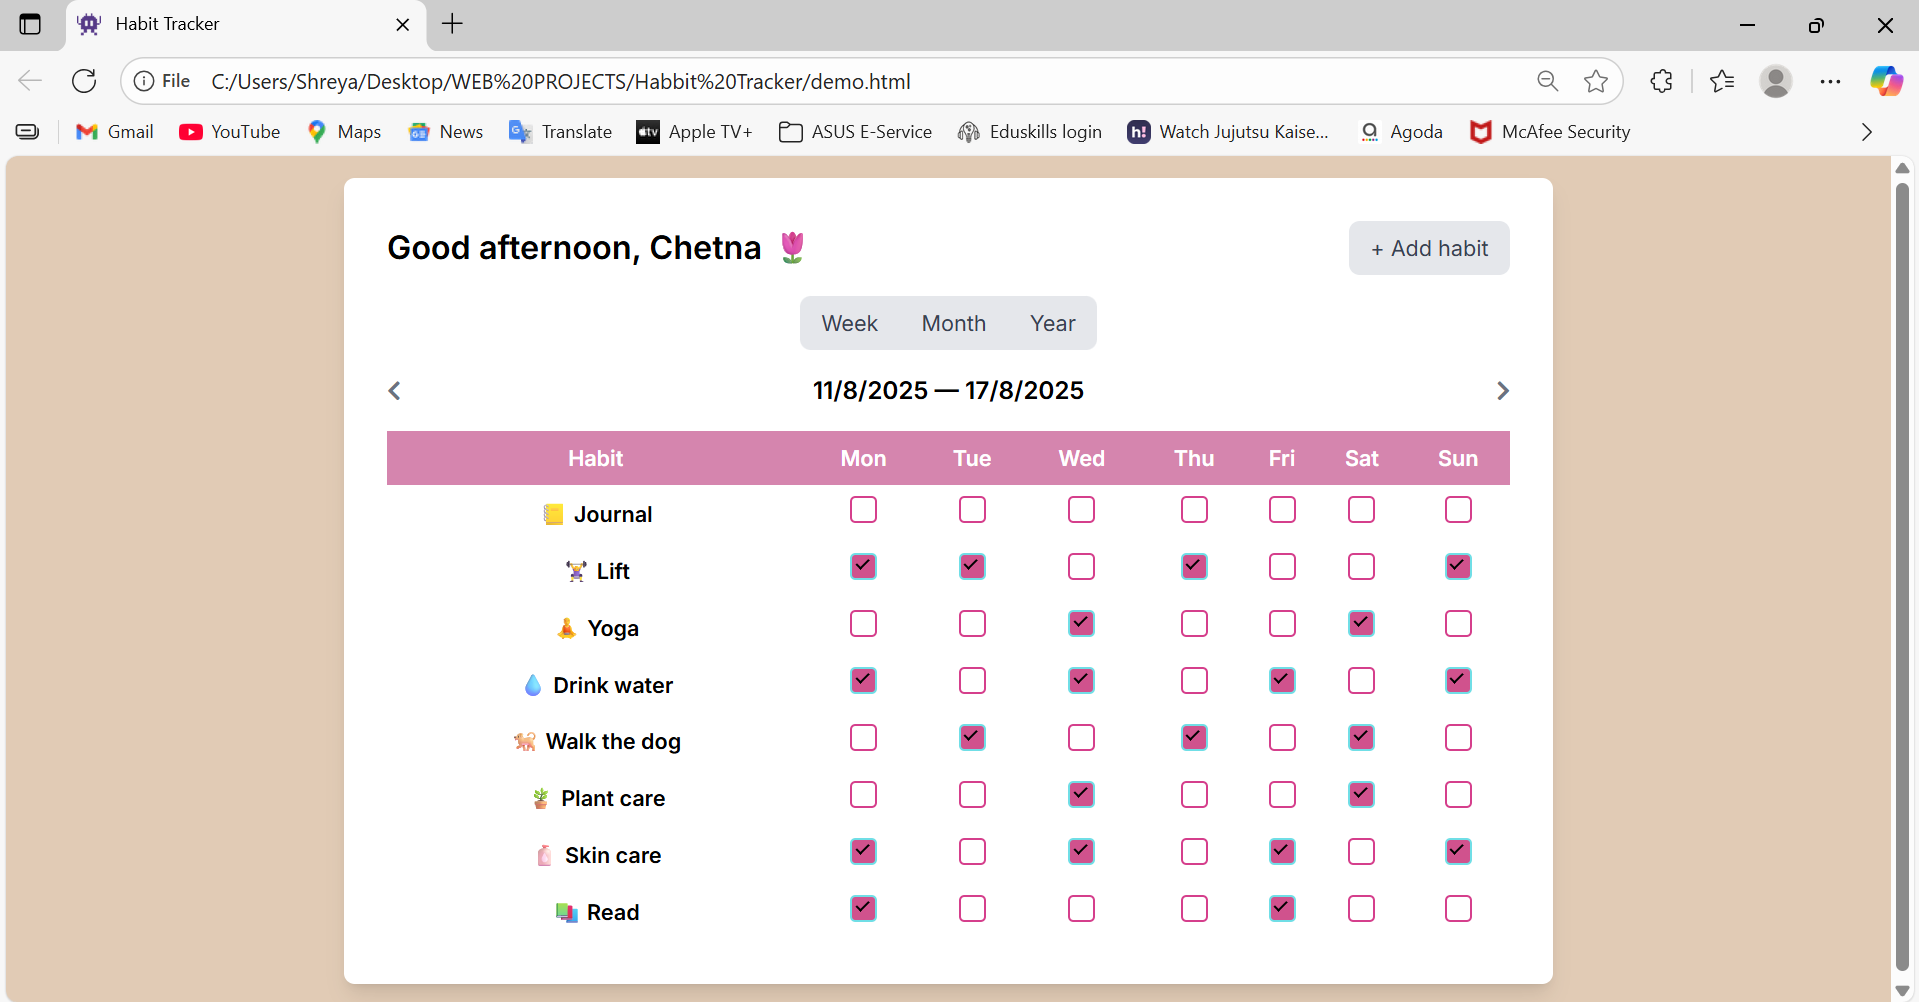 Habit Tracker
File C:/Users/Shreya/Desktop/WEB%20PROJECTS/Habbit%20Tracker/demo.html
Gmail YouTube Maps News Translate Apple TV+ ASUS E-Service Eduskills login Watch Jujutsu Kaise... Agoda McAfee Security
Good afternoon, Chetna 🌷 + Add habit
Week Month Year
11/8/2025 — 17/8/2025
Habit Mon Tue Wed Thu Fri Sat Sun
Journal
Lift
Yoga
Drink water
Walk the dog
Plant care
Skin care
Read